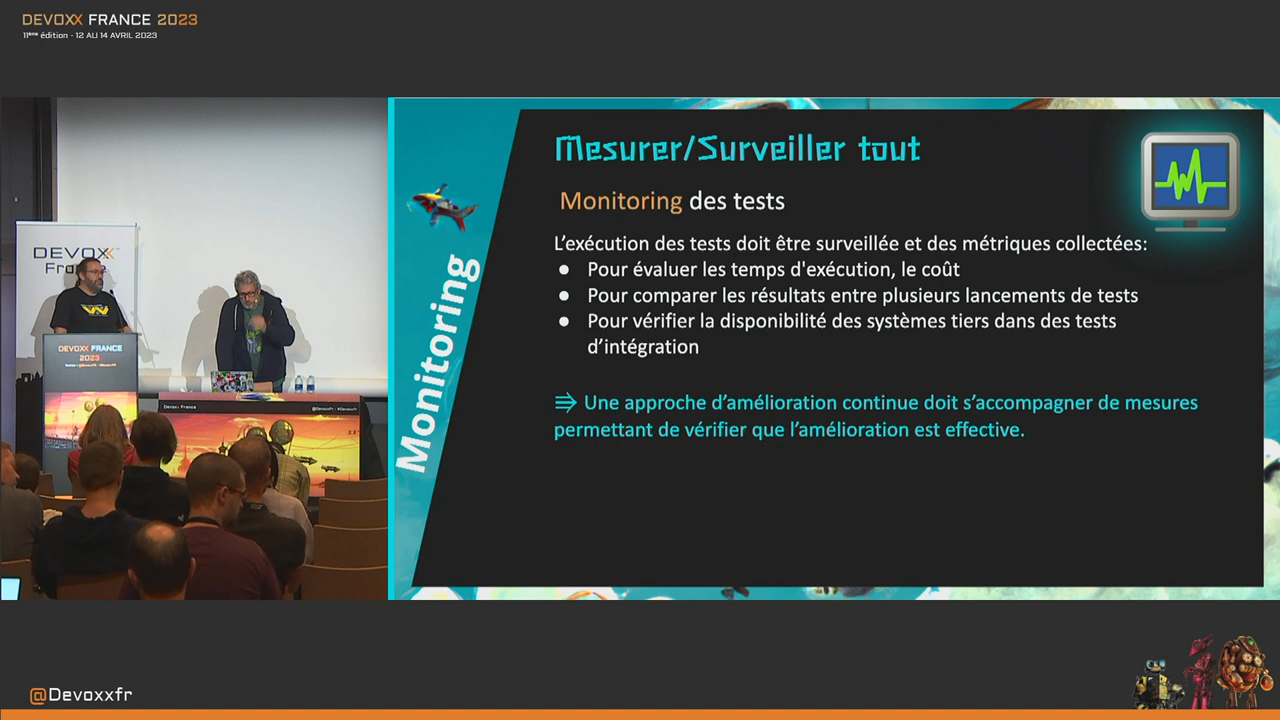 DEVOXX FRANCE 2023
11ème édition - 12 AU 14 AVRIL 2023
DEVOXX
Fran
DEVOXX FRANCE
2023
Devoxx France
@DevoxxFr
Monitoring
Mesurer/Surveiller tout
Monitoring des tests
L'exécution des tests doit être surveillée et des métriques collectées:
● Pour évaluer les temps d'exécution, le coût
● Pour comparer les résultats entre plusieurs lancements de tests
● Pour vérifier la disponibilité des systèmes tiers dans des tests
d'intégration
⇛ Une approche d'amélioration continue doit s'accompagner de mesures
permettant de vérifier que l'amélioration est effective.
@Devoxxfr